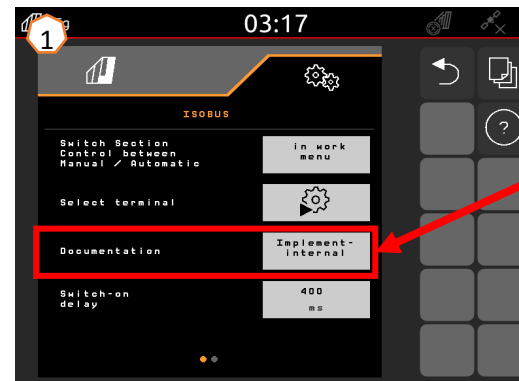 1
g
03:17
ISOBUS
Switch Section
Control between
Manual / Automatic
in work
menu
Select terminal
Documentation
Implement-
internal
Switch-on
delay
400
ms
?